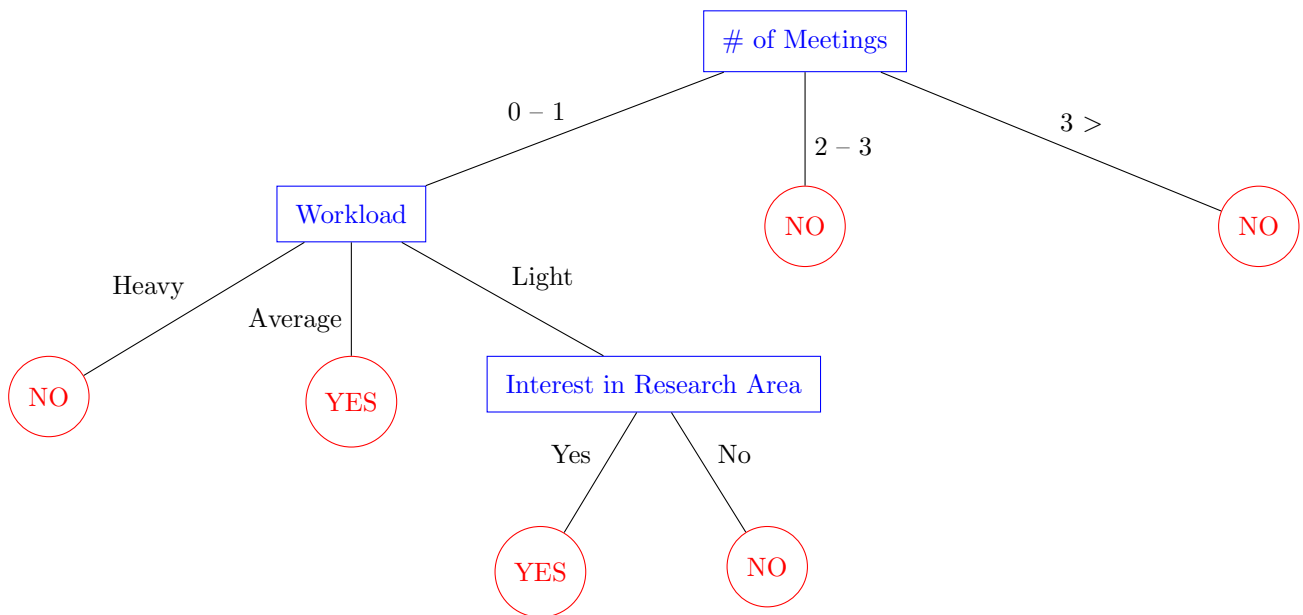 # of Meetings
0 – 1
2 – 3
3 >
Workload
NO
NO
Heavy
Average
Light
NO
YES
Interest in Research Area
Yes
No
YES
NO